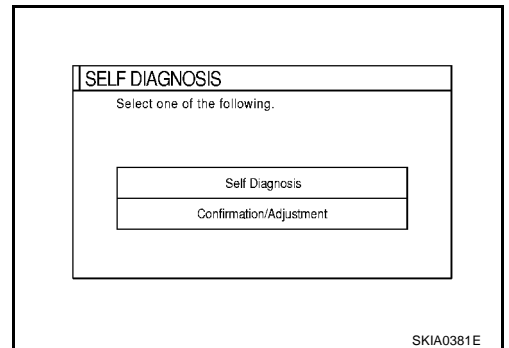 SELF DIAGNOSIS
Select one of the following.
Self Diagnosis
Confirmation/Adjustment
SKIA0381E